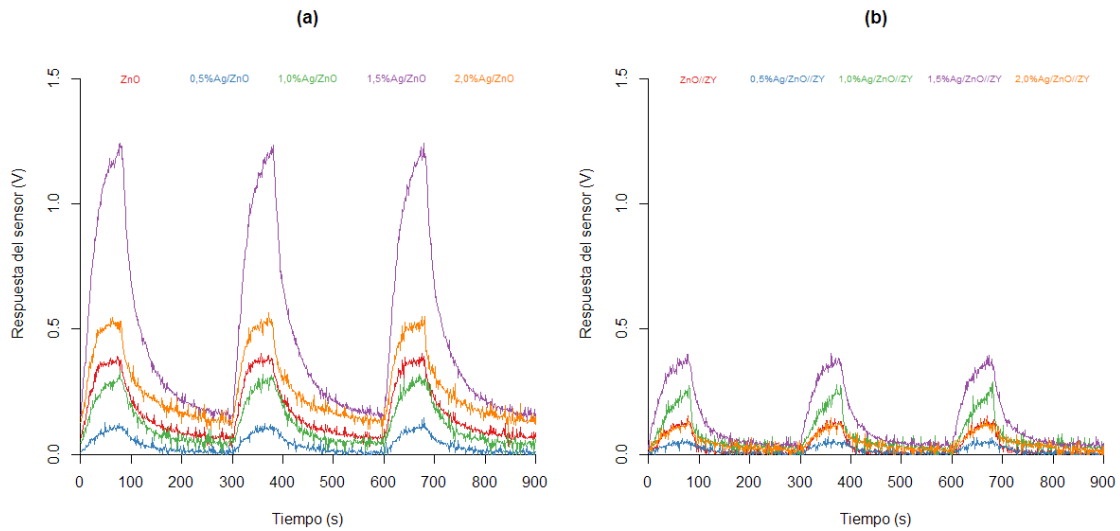 (a)
ZnO 0,5%Ag/ZnO 1,0%Ag/ZnO 1,5%Ag/ZnO 2,0%Ag/ZnO
Respuesta del sensor (V)
1.5
1.0
0.5
0.0
0 100 200 300 400 500 600 700 800 900
Tiempo (s)
(b)
ZnO//ZY 0,5%Ag/ZnO//ZY 1,0%Ag/ZnO//ZY 1,5%Ag/ZnO//ZY 2,0%Ag/ZnO//ZY
Respuesta del sensor (V)
1.5
1.0
0.5
0.0
0 100 200 300 400 500 600 700 800 900
Tiempo (s)